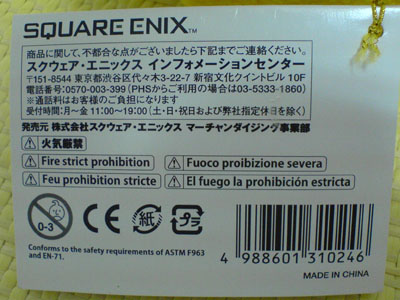 SQUARE ENIX™
商品に関して、不都合な点がございましたら下記までご連絡ください。
スクウェア・エニックス インフォメーションセンター
〒151-8544 東京都渋谷区代々木3-22-7 新宿文化クイントビル 10F
電話番号:0570-003-399 (PHSからご利用の場合は03-5333-1860)
※通話料はお客様のご負担になります
受付時間:月〜金 11:00〜19:00 (土・日・祝日および弊社指定休日を除く)
発売元 株式会社スクウェア・エニックス マーチャンダイジング事業部
火気厳禁
Fire strict prohibition
Fuoco proibizione severa
Feu prohibition stricte
El fuego la prohibición estricta
0-3
CE
紙
Conforms to the safety requirements of ASTM F963
and EN-71.
4 988601 310246
MADE IN CHINA